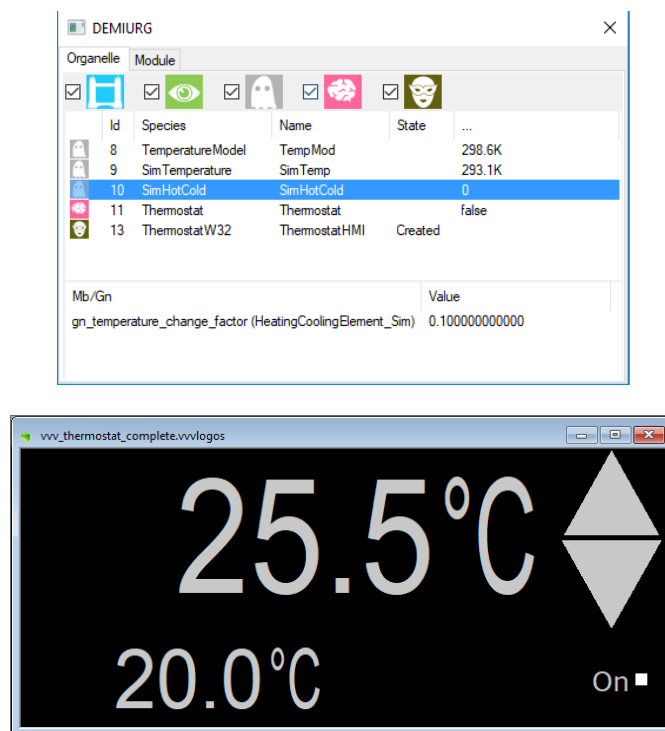 DEMIURG
Organelle Module
Id Species Name State ...
8 TemperatureModel TempMod 298.6K
9 SimTemperature SimTemp 293.1K
10 SimHotCold SimHotCold 0
11 Thermostat Thermostat false
13 ThermostatW32 ThermostatHMI Created
Mb/Gn Value
gn_temperature_change_factor (HeatingCoolingElement_Sim) 0.100000000000
vvv_thermostat_complete.vvvlogos
25.5°C
20.0°C
On